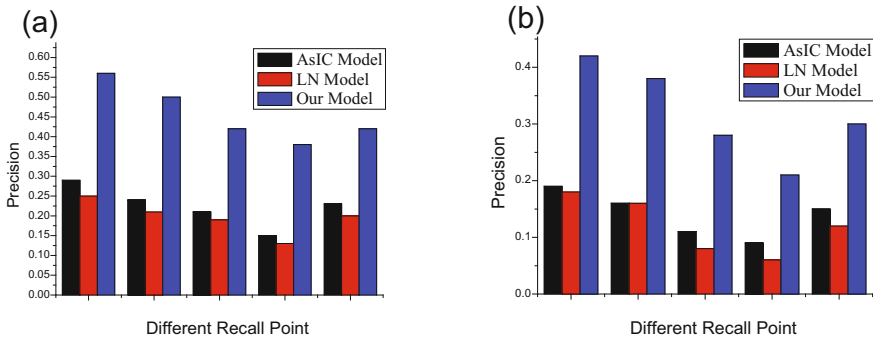 (a)
0.60
0.55
0.50
0.45
0.40
0.35
0.30
0.25
0.20
0.15
0.10
0.05
0.00
Precision
AsIC Model
LN Model
Our Model
Different Recall Point
(b)
0.4
0.3
0.2
0.1
0.0
Precision
AsIC Model
LN Model
Our Model
Different Recall Point